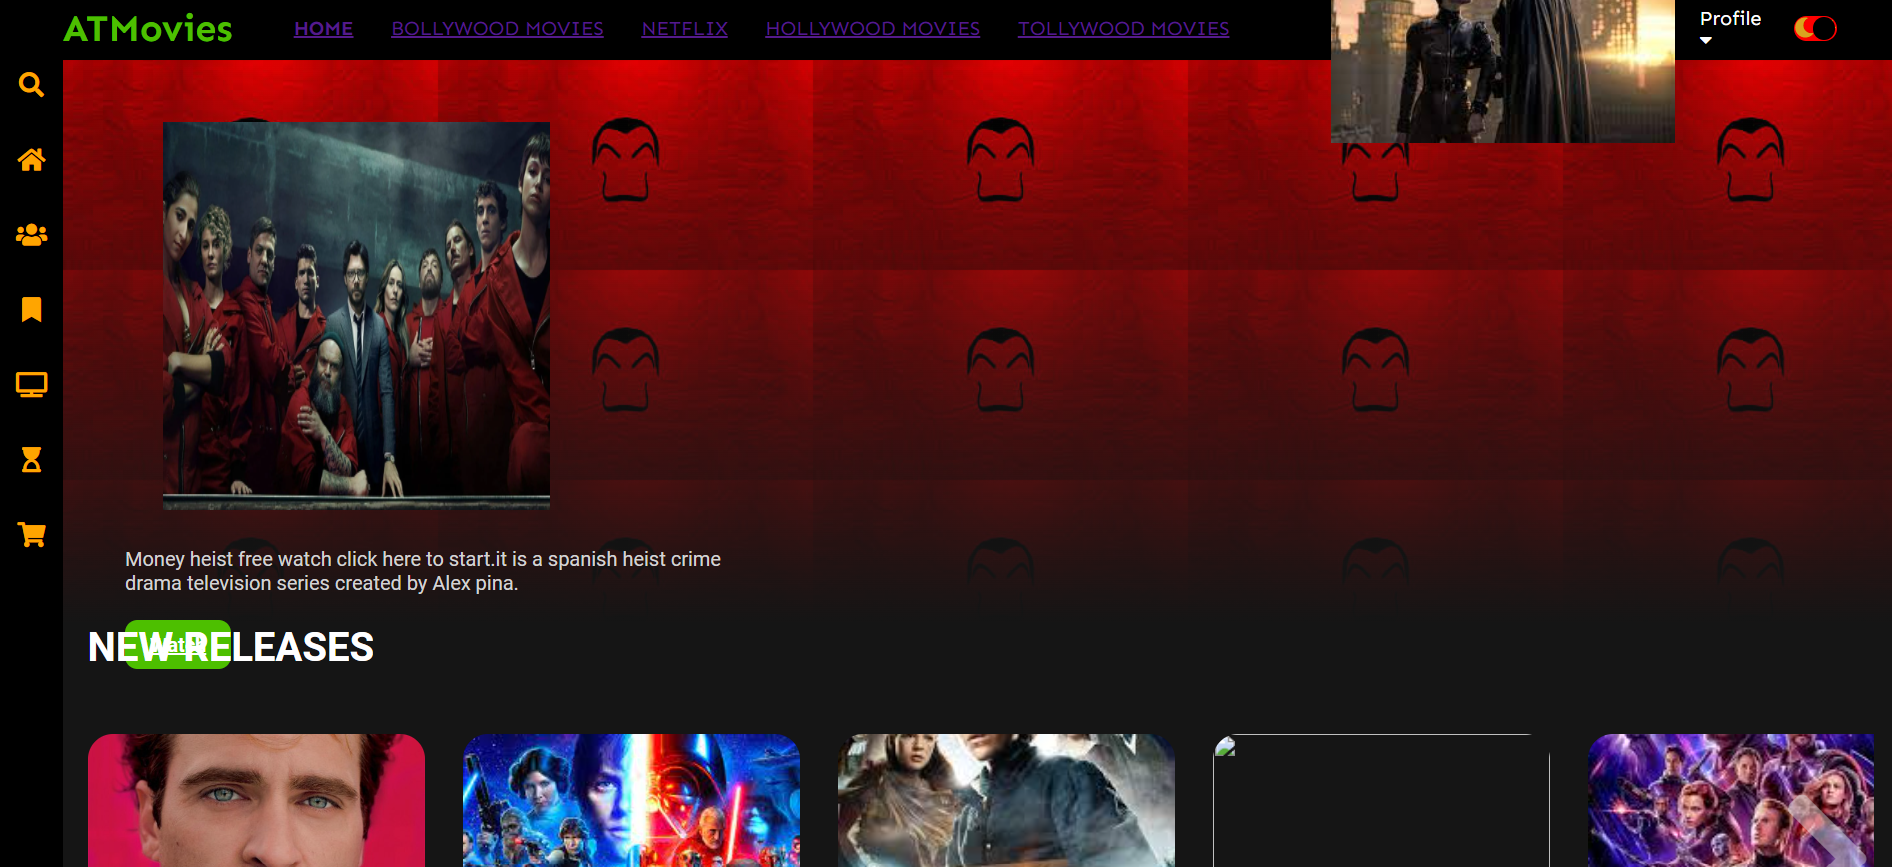 ATMovies
HOME BOLLYWOOD MOVIES NETFLIX HOLLYWOOD MOVIES TOLLYWOOD MOVIES
Profile
Money heist free watch click here to start.it is a spanish heist crime
drama television series created by Alex pina.
NEW RELEASES